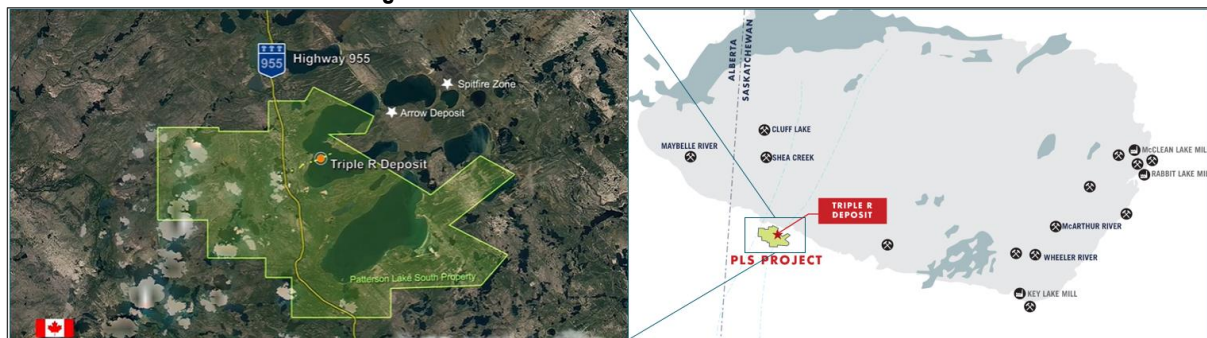 955
Highway 955
Spitfire Zone
Arrow Deposit
Triple R Deposit
Patterson Lake South Property
ALBERTA
SASKATCHEWAN
CLUFF LAKE
MAYBELLE RIVER
SHEA CREEK
McCLEAN LAKE MILL
RABBIT LAKE MILL
TRIPLE R
DEPOSIT
McARTHUR RIVER
PLS PROJECT
WHEELER RIVER
KEY LAKE MILL